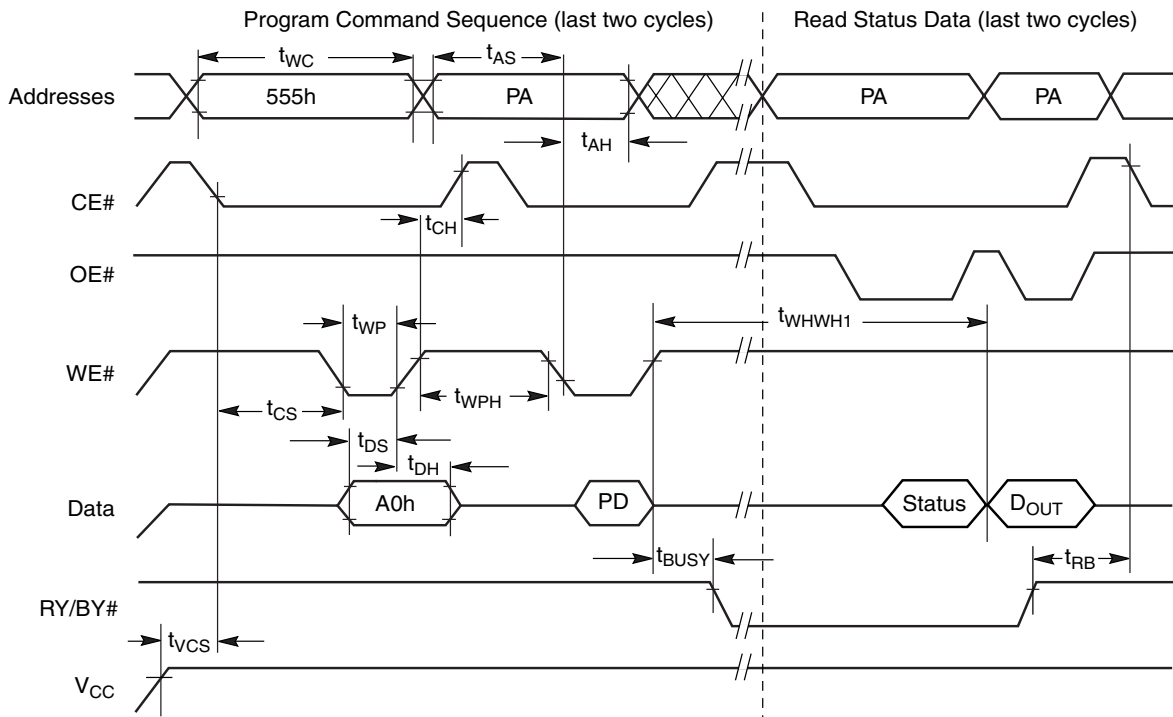 Program Command Sequence (last two cycles)
Read Status Data (last two cycles)
tWC
tAS
Addresses
555h
PA
PA
PA
tAH
CE#
tCH
OE#
tWP
tWHWH1
WE#
tCS
tWPH
tDS
tDH
Data
A0h
PD
Status
DOUT
tBUSY
tRB
RY/BY#
tVCS
VCC